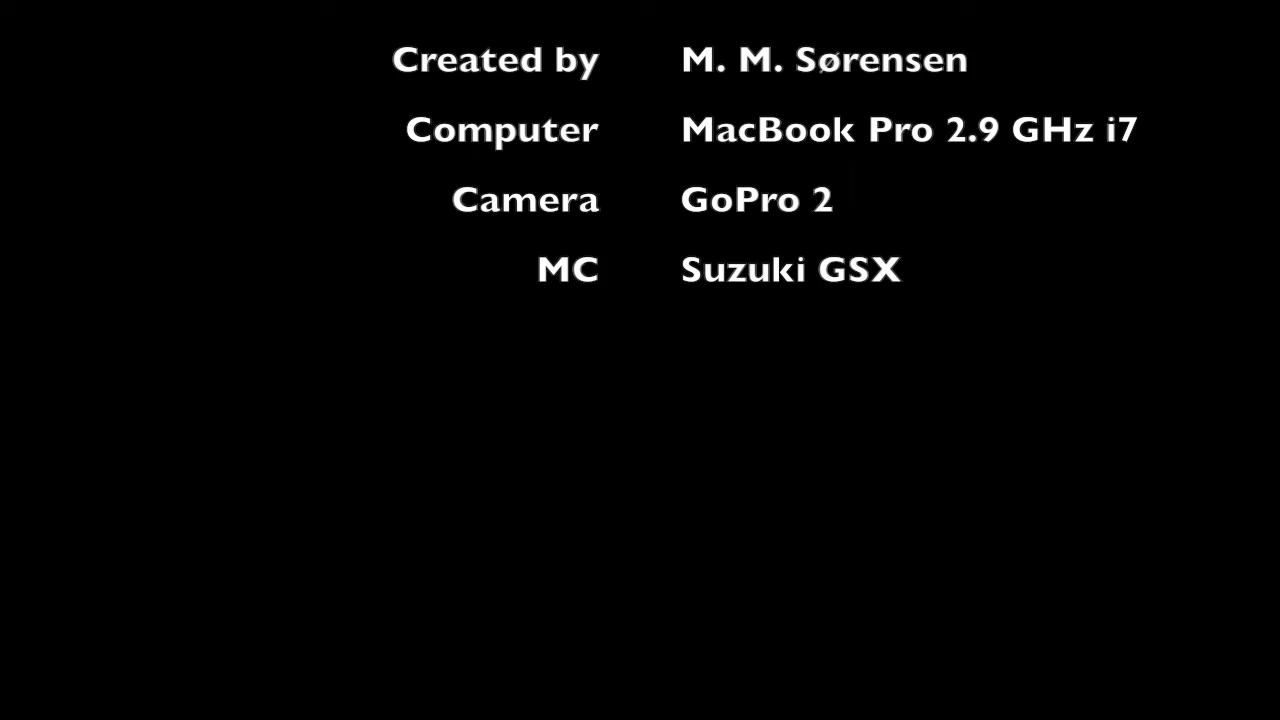 Created by M. M. Sørensen
Computer MacBook Pro 2.9 GHz i7
Camera GoPro 2
MC Suzuki GSX